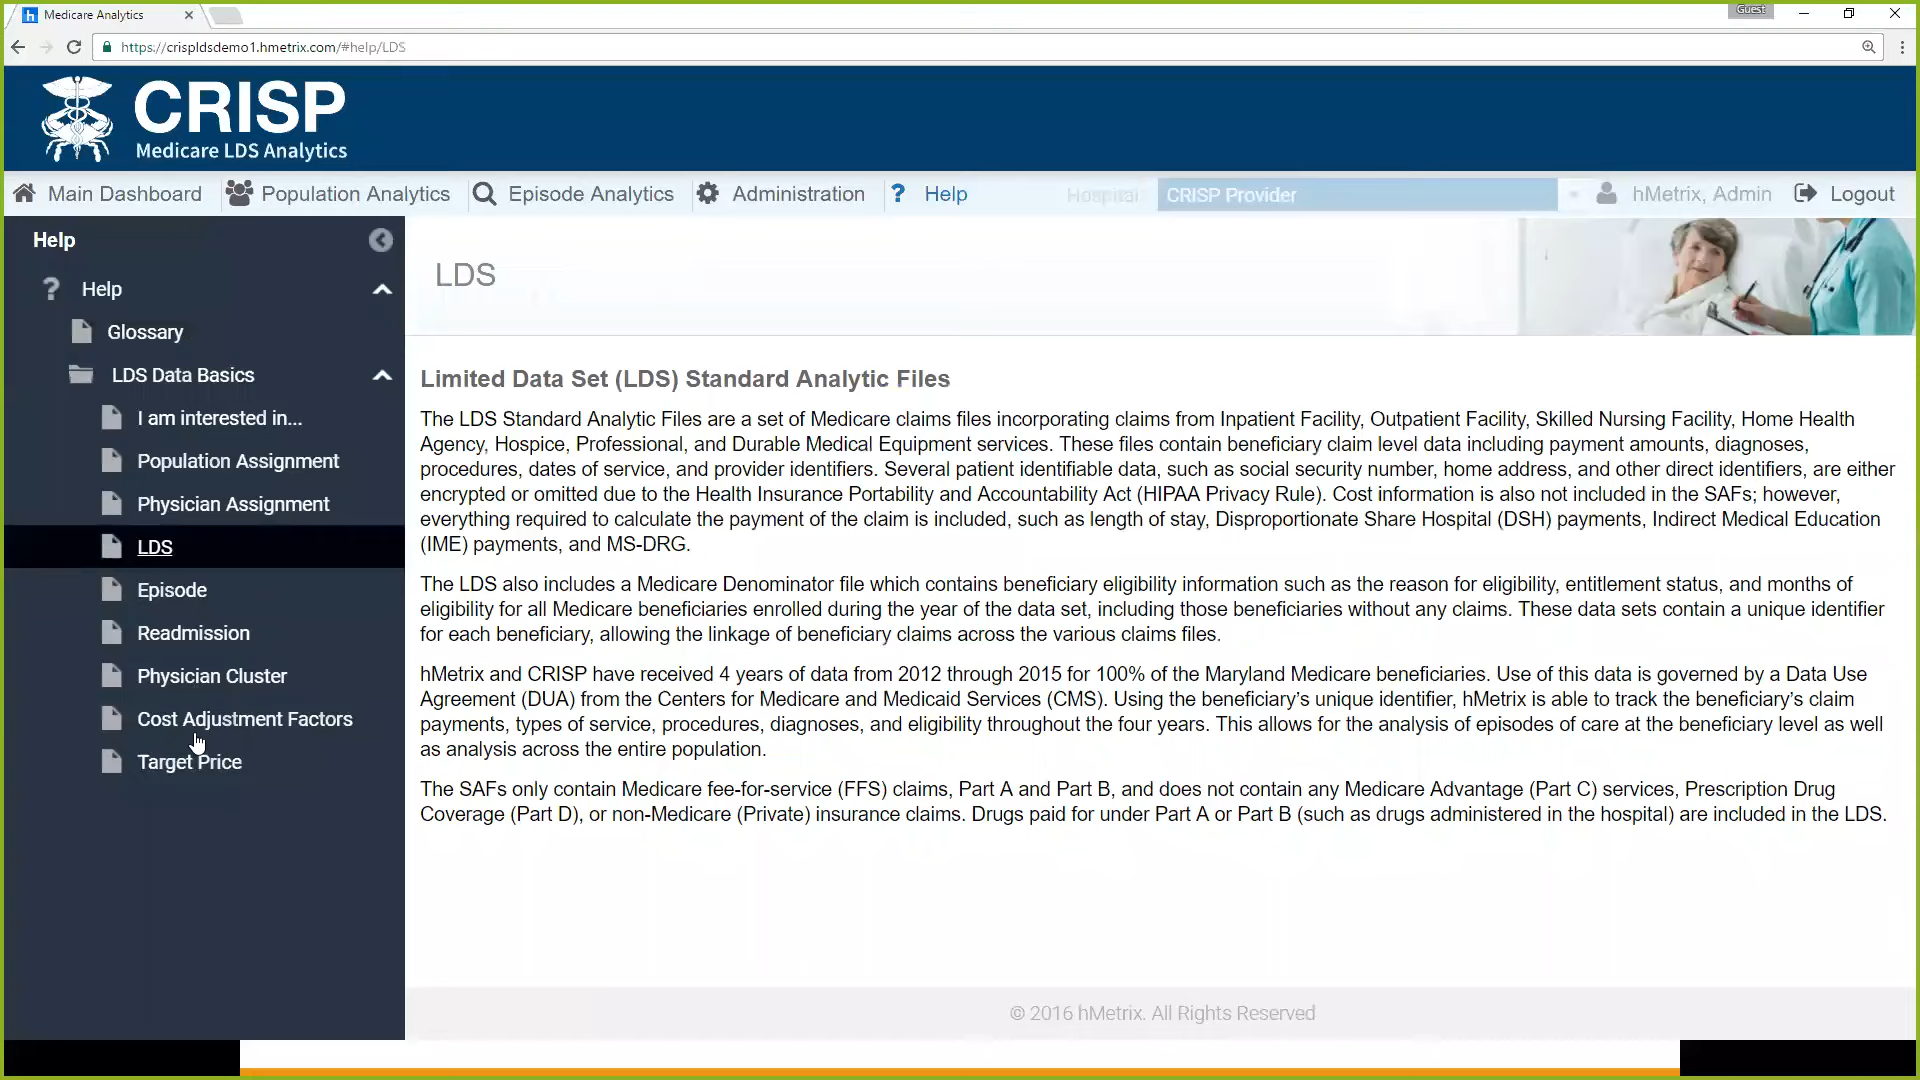 Medicare Analytics
Guest
https://crispldsdemo1.hmetrix.com/#help/LDS
CRISP
Medicare LDS Analytics
Main Dashboard
Population Analytics
Episode Analytics
Administration
? Help
Hospital
CRISP Provider
hMetrix, Admin
Logout
Help
? Help
Glossary
LDS Data Basics
I am interested in...
Population Assignment
Physician Assignment
LDS
Episode
Readmission
Physician Cluster
Cost Adjustment Factors
Target Price
LDS
Limited Data Set (LDS) Standard Analytic Files
The LDS Standard Analytic Files are a set of Medicare claims files incorporating claims from Inpatient Facility, Outpatient Facility, Skilled Nursing Facility, Home Health
Agency, Hospice, Professional, and Durable Medical Equipment services. These files contain beneficiary claim level data including payment amounts, diagnoses,
procedures, dates of service, and provider identifiers. Several patient identifiable data, such as social security number, home address, and other direct identifiers, are either
encrypted or omitted due to the Health Insurance Portability and Accountability Act (HIPAA Privacy Rule). Cost information is also not included in the SAFs; however,
everything required to calculate the payment of the claim is included, such as length of stay, Disproportionate Share Hospital (DSH) payments, Indirect Medical Education
(IME) payments, and MS-DRG.
The LDS also includes a Medicare Denominator file which contains beneficiary eligibility information such as the reason for eligibility, entitlement status, and months of
eligibility for all Medicare beneficiaries enrolled during the year of the data set, including those beneficiaries without any claims. These data sets contain a unique identifier
for each beneficiary, allowing the linkage of beneficiary claims across the various claims files.
hMetrix and CRISP have received 4 years of data from 2012 through 2015 for 100% of the Maryland Medicare beneficiaries. Use of this data is governed by a Data Use
Agreement (DUA) from the Centers for Medicare and Medicaid Services (CMS). Using the beneficiary’s unique identifier, hMetrix is able to track the beneficiary’s claim
payments, types of service, procedures, diagnoses, and eligibility throughout the four years. This allows for the analysis of episodes of care at the beneficiary level as well
as analysis across the entire population.
The SAFs only contain Medicare fee-for-service (FFS) claims, Part A and Part B, and does not contain any Medicare Advantage (Part C) services, Prescription Drug
Coverage (Part D), or non-Medicare (Private) insurance claims. Drugs paid for under Part A or Part B (such as drugs administered in the hospital) are included in the LDS.
© 2016 hMetrix. All Rights Reserved